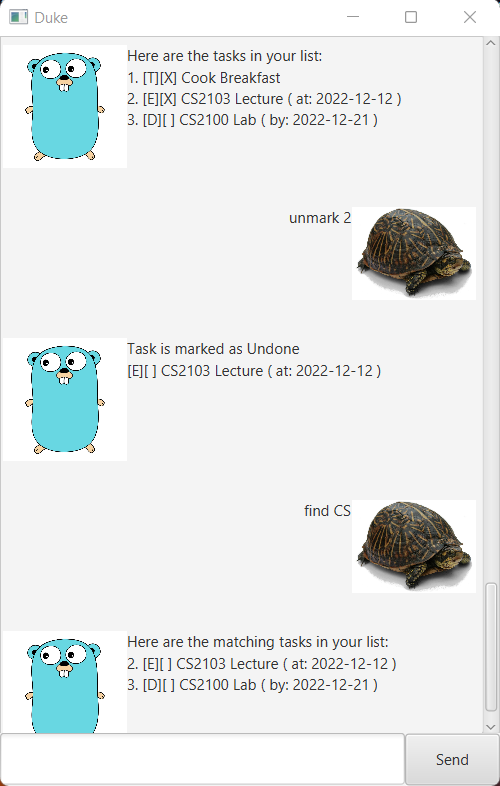 Duke
Here are the tasks in your list:
1. [T][X] Cook Breakfast
2. [E][X] CS2103 Lecture ( at: 2022-12-12 )
3. [D][ ] CS2100 Lab ( by: 2022-12-21 )
unmark 2
Task is marked as Undone
[E][ ] CS2103 Lecture ( at: 2022-12-12 )
find CS
Here are the matching tasks in your list:
2. [E][ ] CS2103 Lecture ( at: 2022-12-12 )
3. [D][ ] CS2100 Lab ( by: 2022-12-21 )
Send